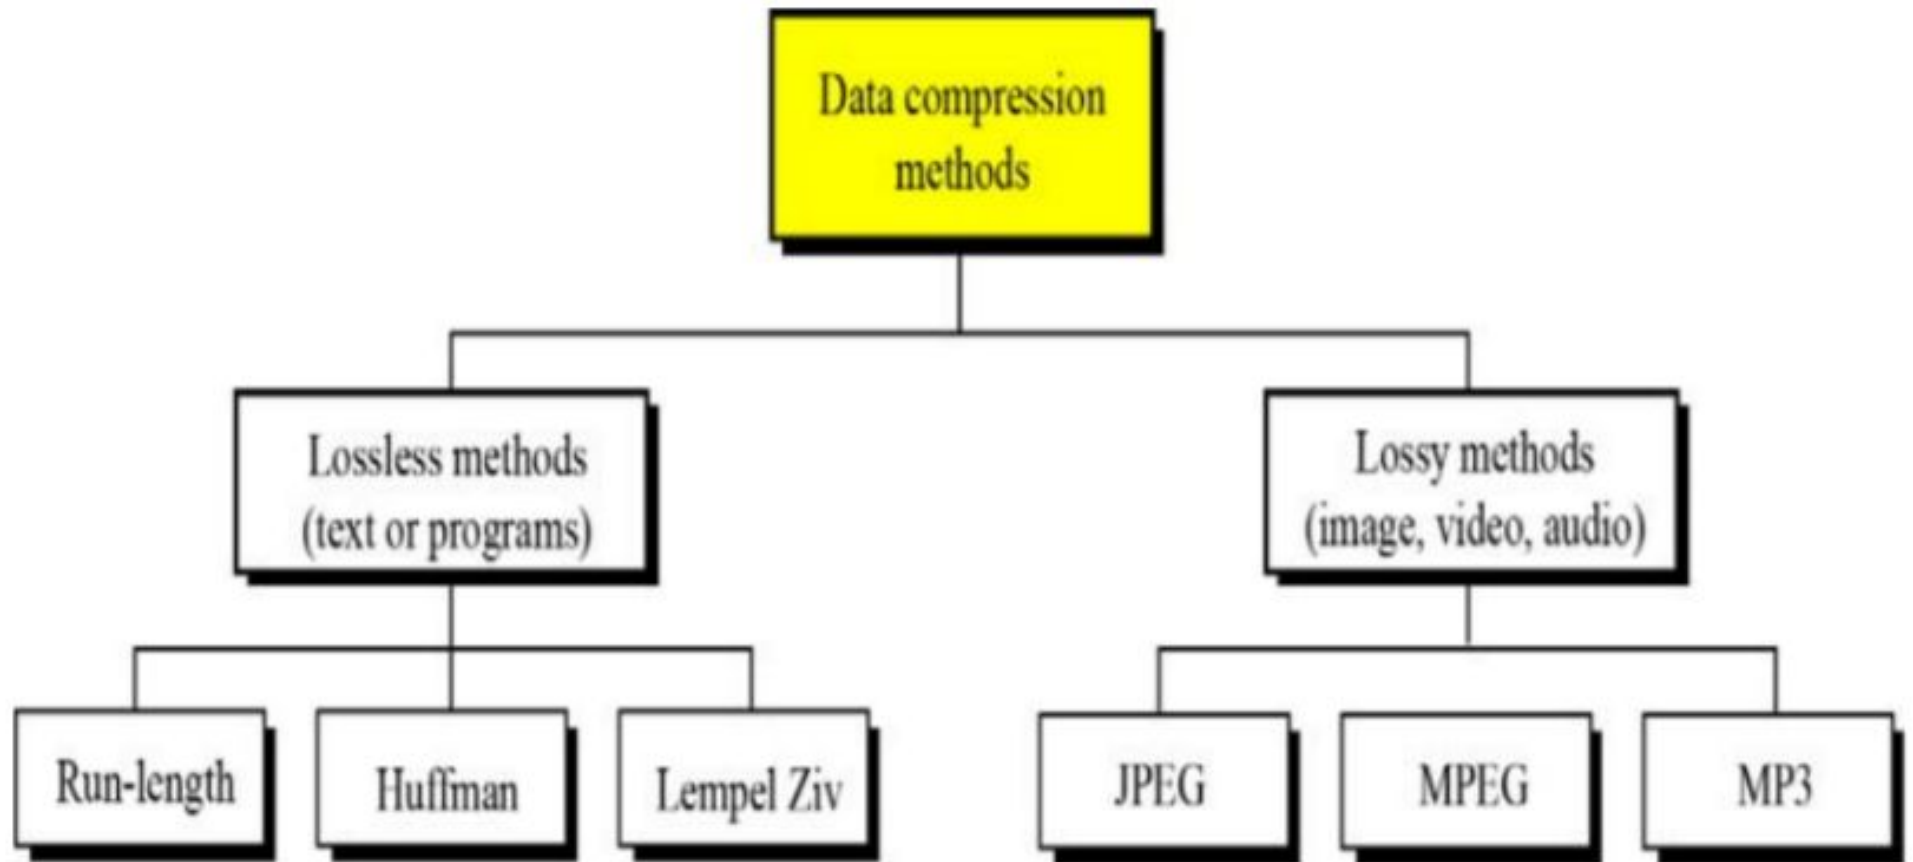 Data compression
methods
Lossless methods
(text or programs)
Lossy methods
(image, video, audio)
Run-length
Huffman
Lempel Ziv
JPEG
MPEG
MP3